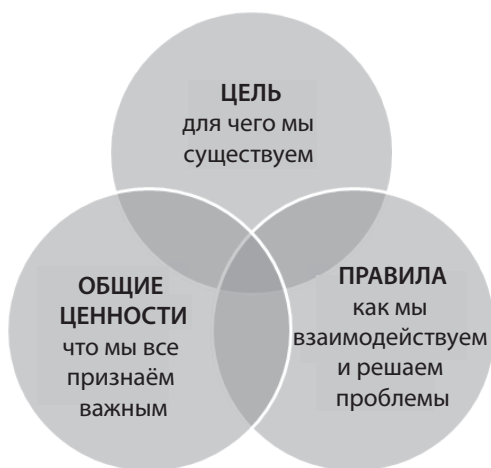 ЦЕЛЬ
для чего мы
существуем
ОБЩИЕ
ЦЕННОСТИ
что мы все
признаём
важным
ПРАВИЛА
как мы
взаимодействуем
и решаем
проблемы